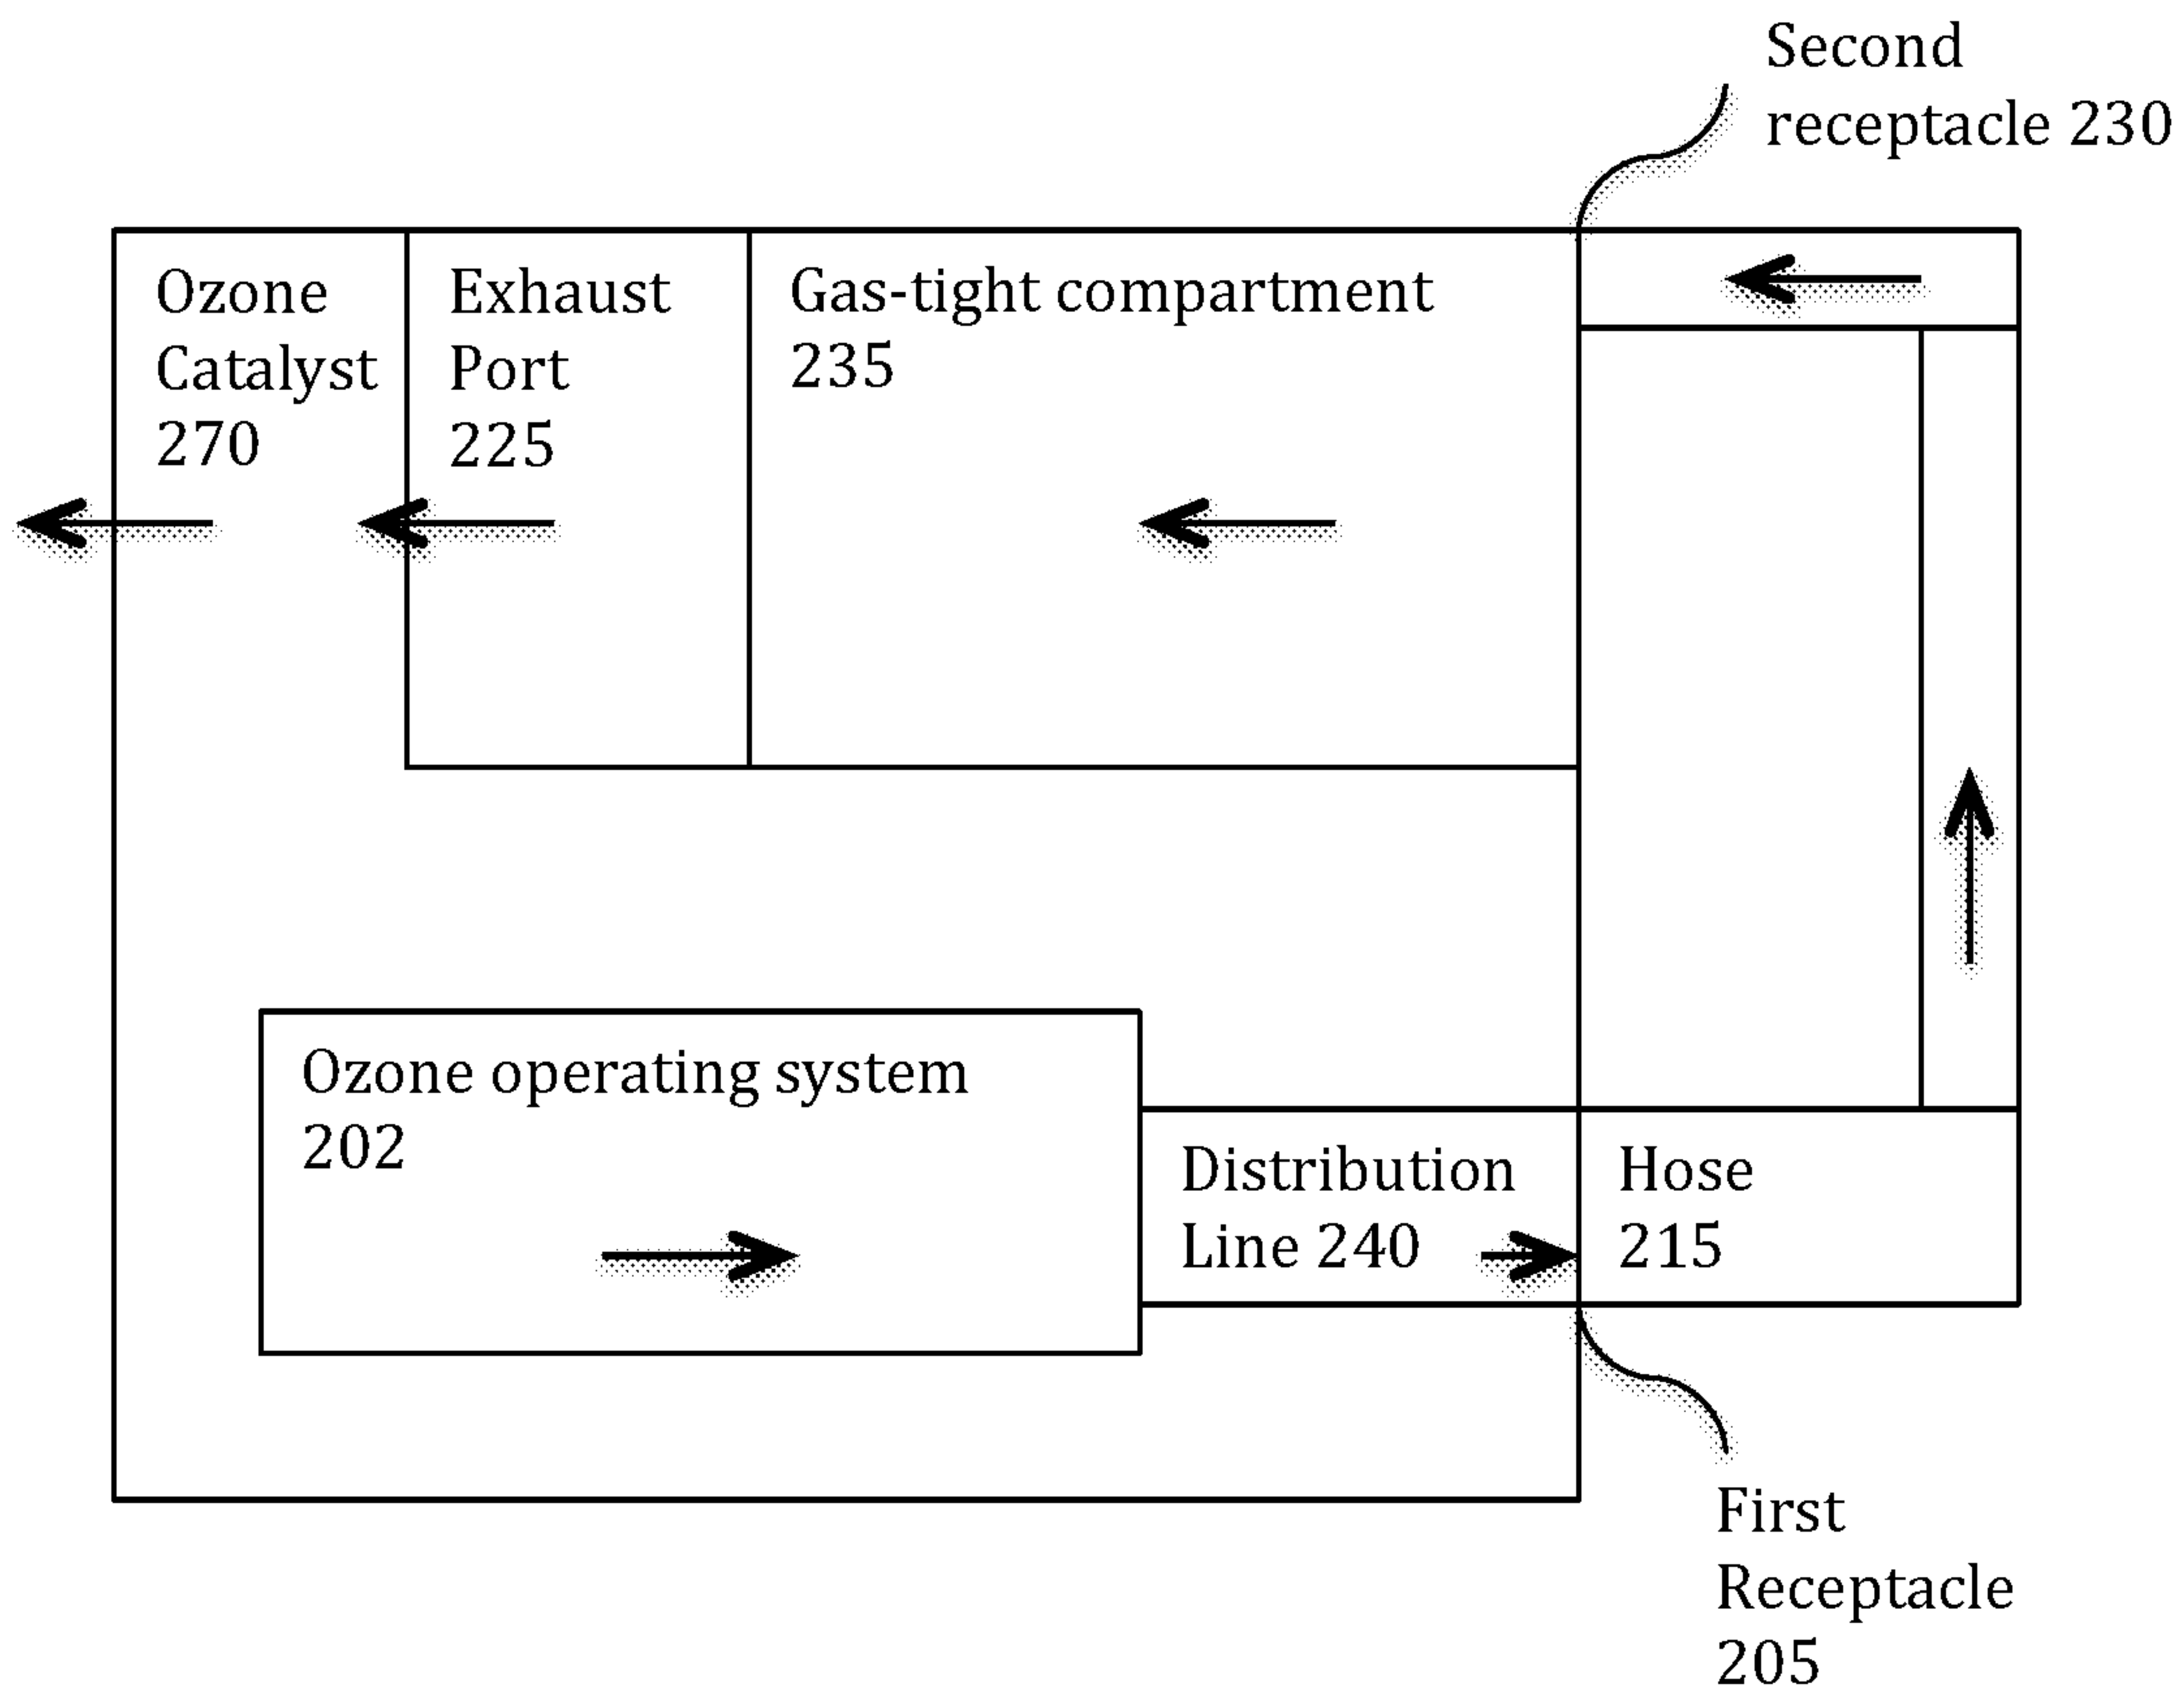 Second
receptacle 230
Ozone
Catalyst
270
Exhaust
Port
225
Gas-tight compartment
235
Ozone operating system
202
Distribution
Line 240
Hose
215
First
Receptacle
205